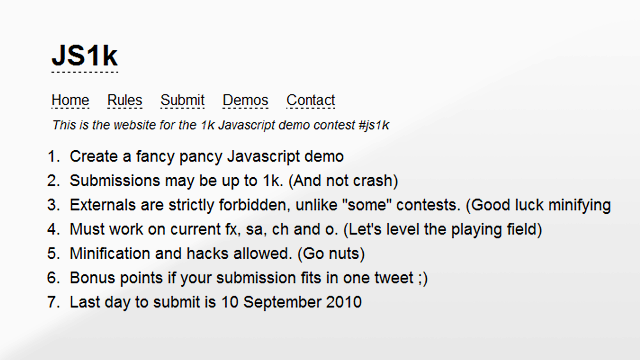 JS1k
Home Rules Submit Demos Contact
This is the website for the 1k Javascript demo contest #js1k
1. Create a fancy pancy Javascript demo
2. Submissions may be up to 1k. (And not crash)
3. Externals are strictly forbidden, unlike "some" contests. (Good luck minifying
4. Must work on current fx, sa, ch and o. (Let's level the playing field)
5. Minification and hacks allowed. (Go nuts)
6. Bonus points if your submission fits in one tweet ;)
7. Last day to submit is 10 September 2010